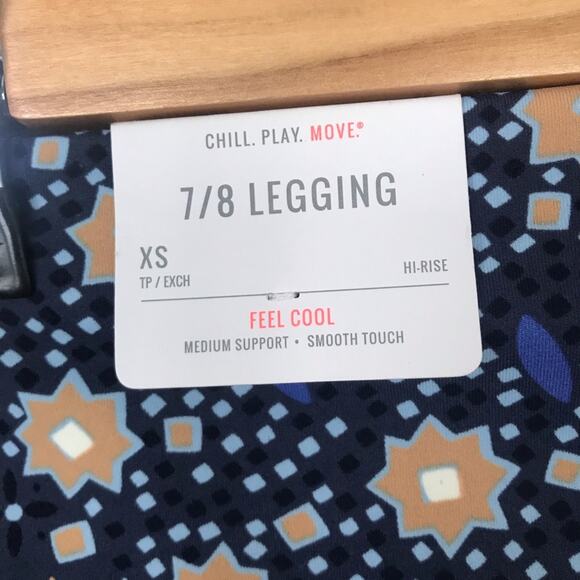 CHILL. PLAY. MOVE.®
7/8 LEGGING
XS
TP / EXCH
HI-RISE
FEEL COOL
MEDIUM SUPPORT • SMOOTH TOUCH